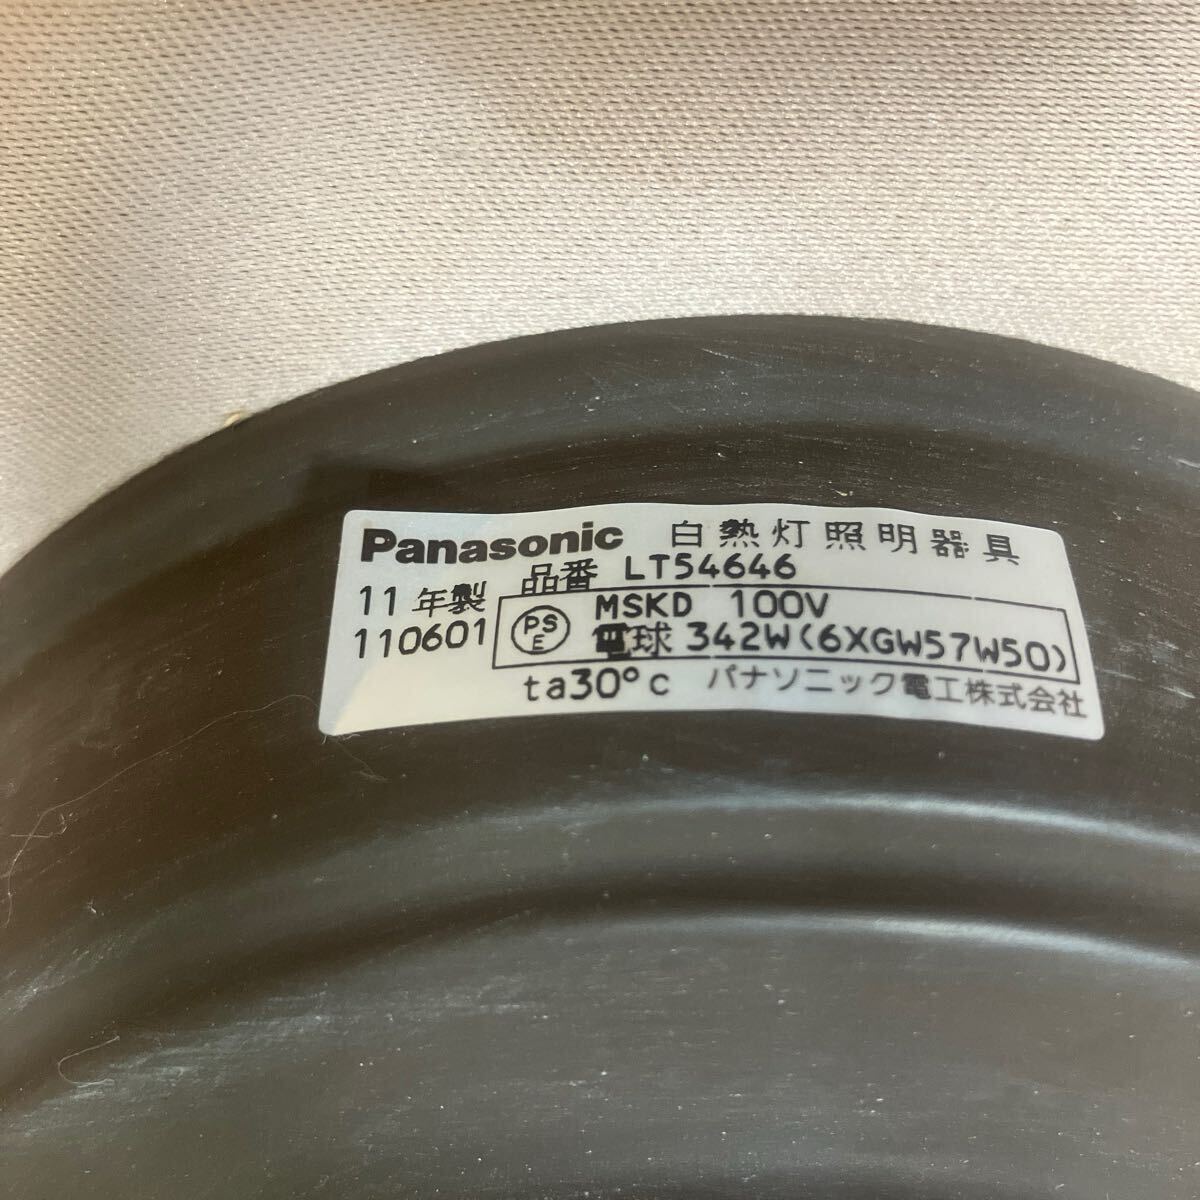 Panasonic 白熱灯照明器具
11年製 品番 LT54646
110601 PSE MSKD 100V
電球 342W(6XGW57W50)
ta30°c パナソニック電工株式会社